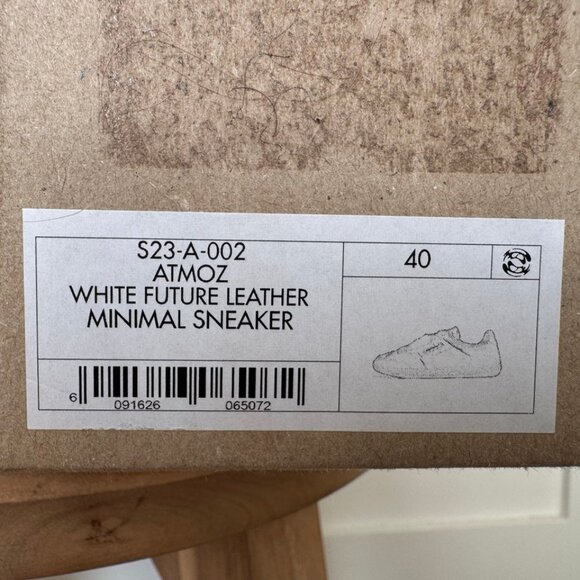 S23-A-002
ATMOZ
WHITE FUTURE LEATHER
MINIMAL SNEAKER
40
6 091626 065072